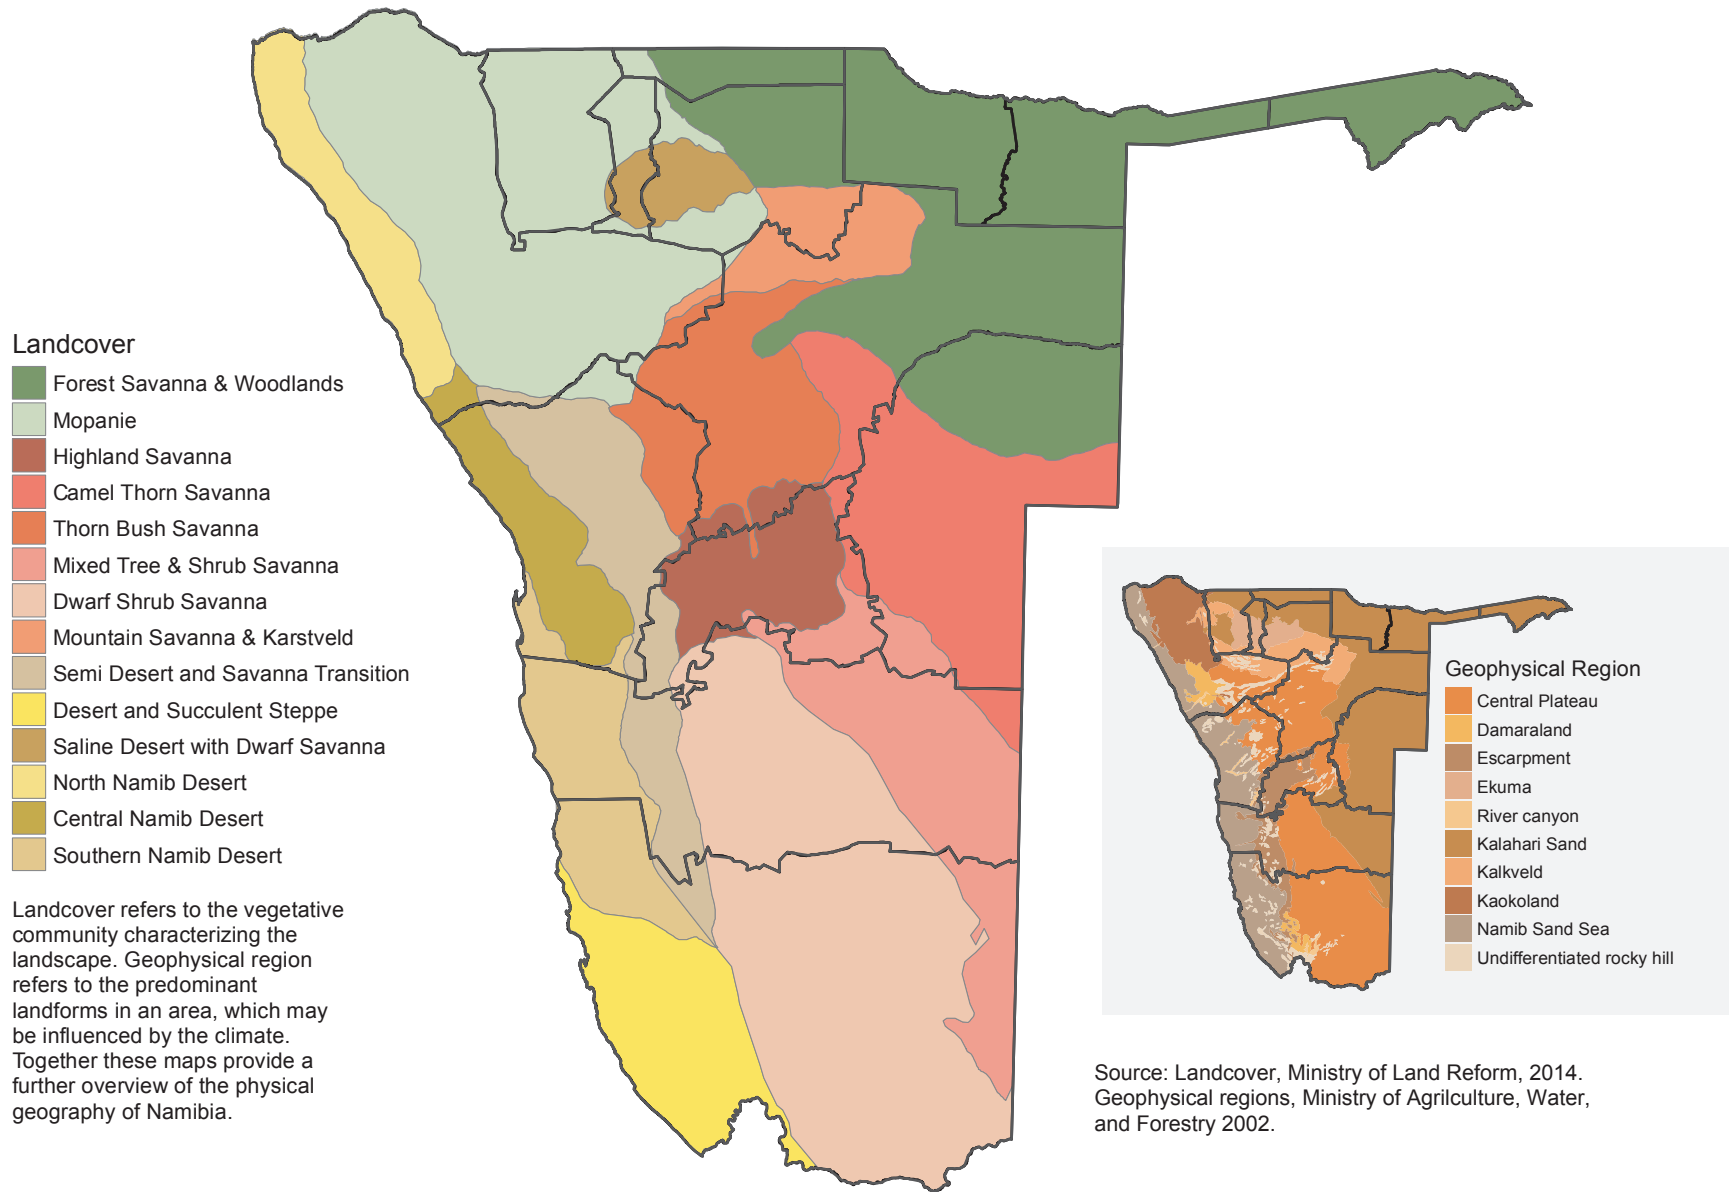 Landcover
Forest Savanna & Woodlands
Mopanie
Highland Savanna
Camel Thorn Savanna
Thorn Bush Savanna
Mixed Tree & Shrub Savanna
Dwarf Shrub Savanna
Mountain Savanna & Karstveld
Semi Desert and Savanna Transition
Desert and Succulent Steppe
Saline Desert with Dwarf Savanna
North Namib Desert
Central Namib Desert
Southern Namib Desert
Landcover refers to the vegetative
community characterizing the
landscape. Geophysical region
refers to the predominant
landforms in an area, which may
be influenced by the climate.
Together these maps provide a
further overview of the physical
geography of Namibia.
Geophysical Region
Central Plateau
Damaraland
Escarpment
Ekuma
River canyon
Kalahari Sand
Kalkveld
Kaokoland
Namib Sand Sea
Undifferentiated rocky hill
Source: Landcover, Ministry of Land Reform, 2014.
Geophysical regions, Ministry of Agrilculture, Water,
and Forestry 2002.